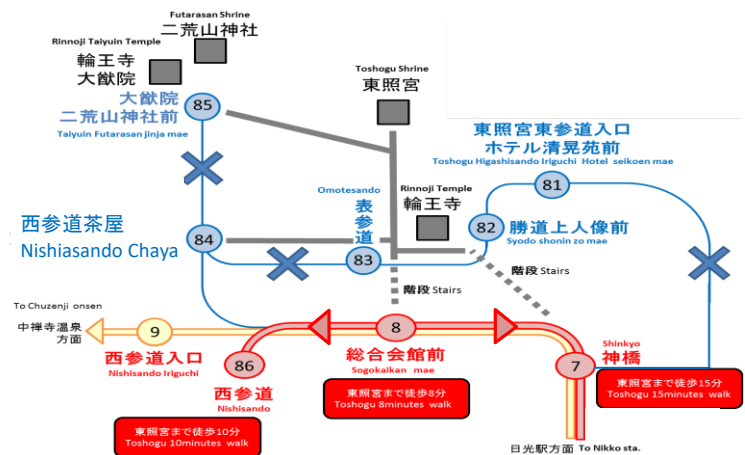 Futarasan Shrine
二荒山神社
Rinnoji Taiyuin Temple
輪王寺
大猷院
Toshogu Shrine
東照宮
大猷院
二荒山神社前
Taiyuin Futarasan jinja mae
85
東照宮東参道入口
ホテル清晃苑前
Toshogu Higashisando Iriguchi Hotel seikoen mae
81
Omotesando
表参道
83
Rinnoji Temple
輪王寺
82
勝道上人像前
Syodo shonin zo mae
西参道茶屋
Nishiasando Chaya
84
階段 Stairs
階段 Stairs
To Chuzenji onsen
中禅寺温泉
方面
9
西参道入口
Nishisando Iriguchi
86
西参道
Nishisando
8
総合会館前
Sogokaikan mae
Shinkyo
神橋
7
東照宮まで徒歩10分
Toshogu 10minutes walk
東照宮まで徒歩8分
Toshogu 8minutes walk
東照宮まで徒歩15分
Toshogu 15minutes walk
日光駅方面 To Nikko sta.